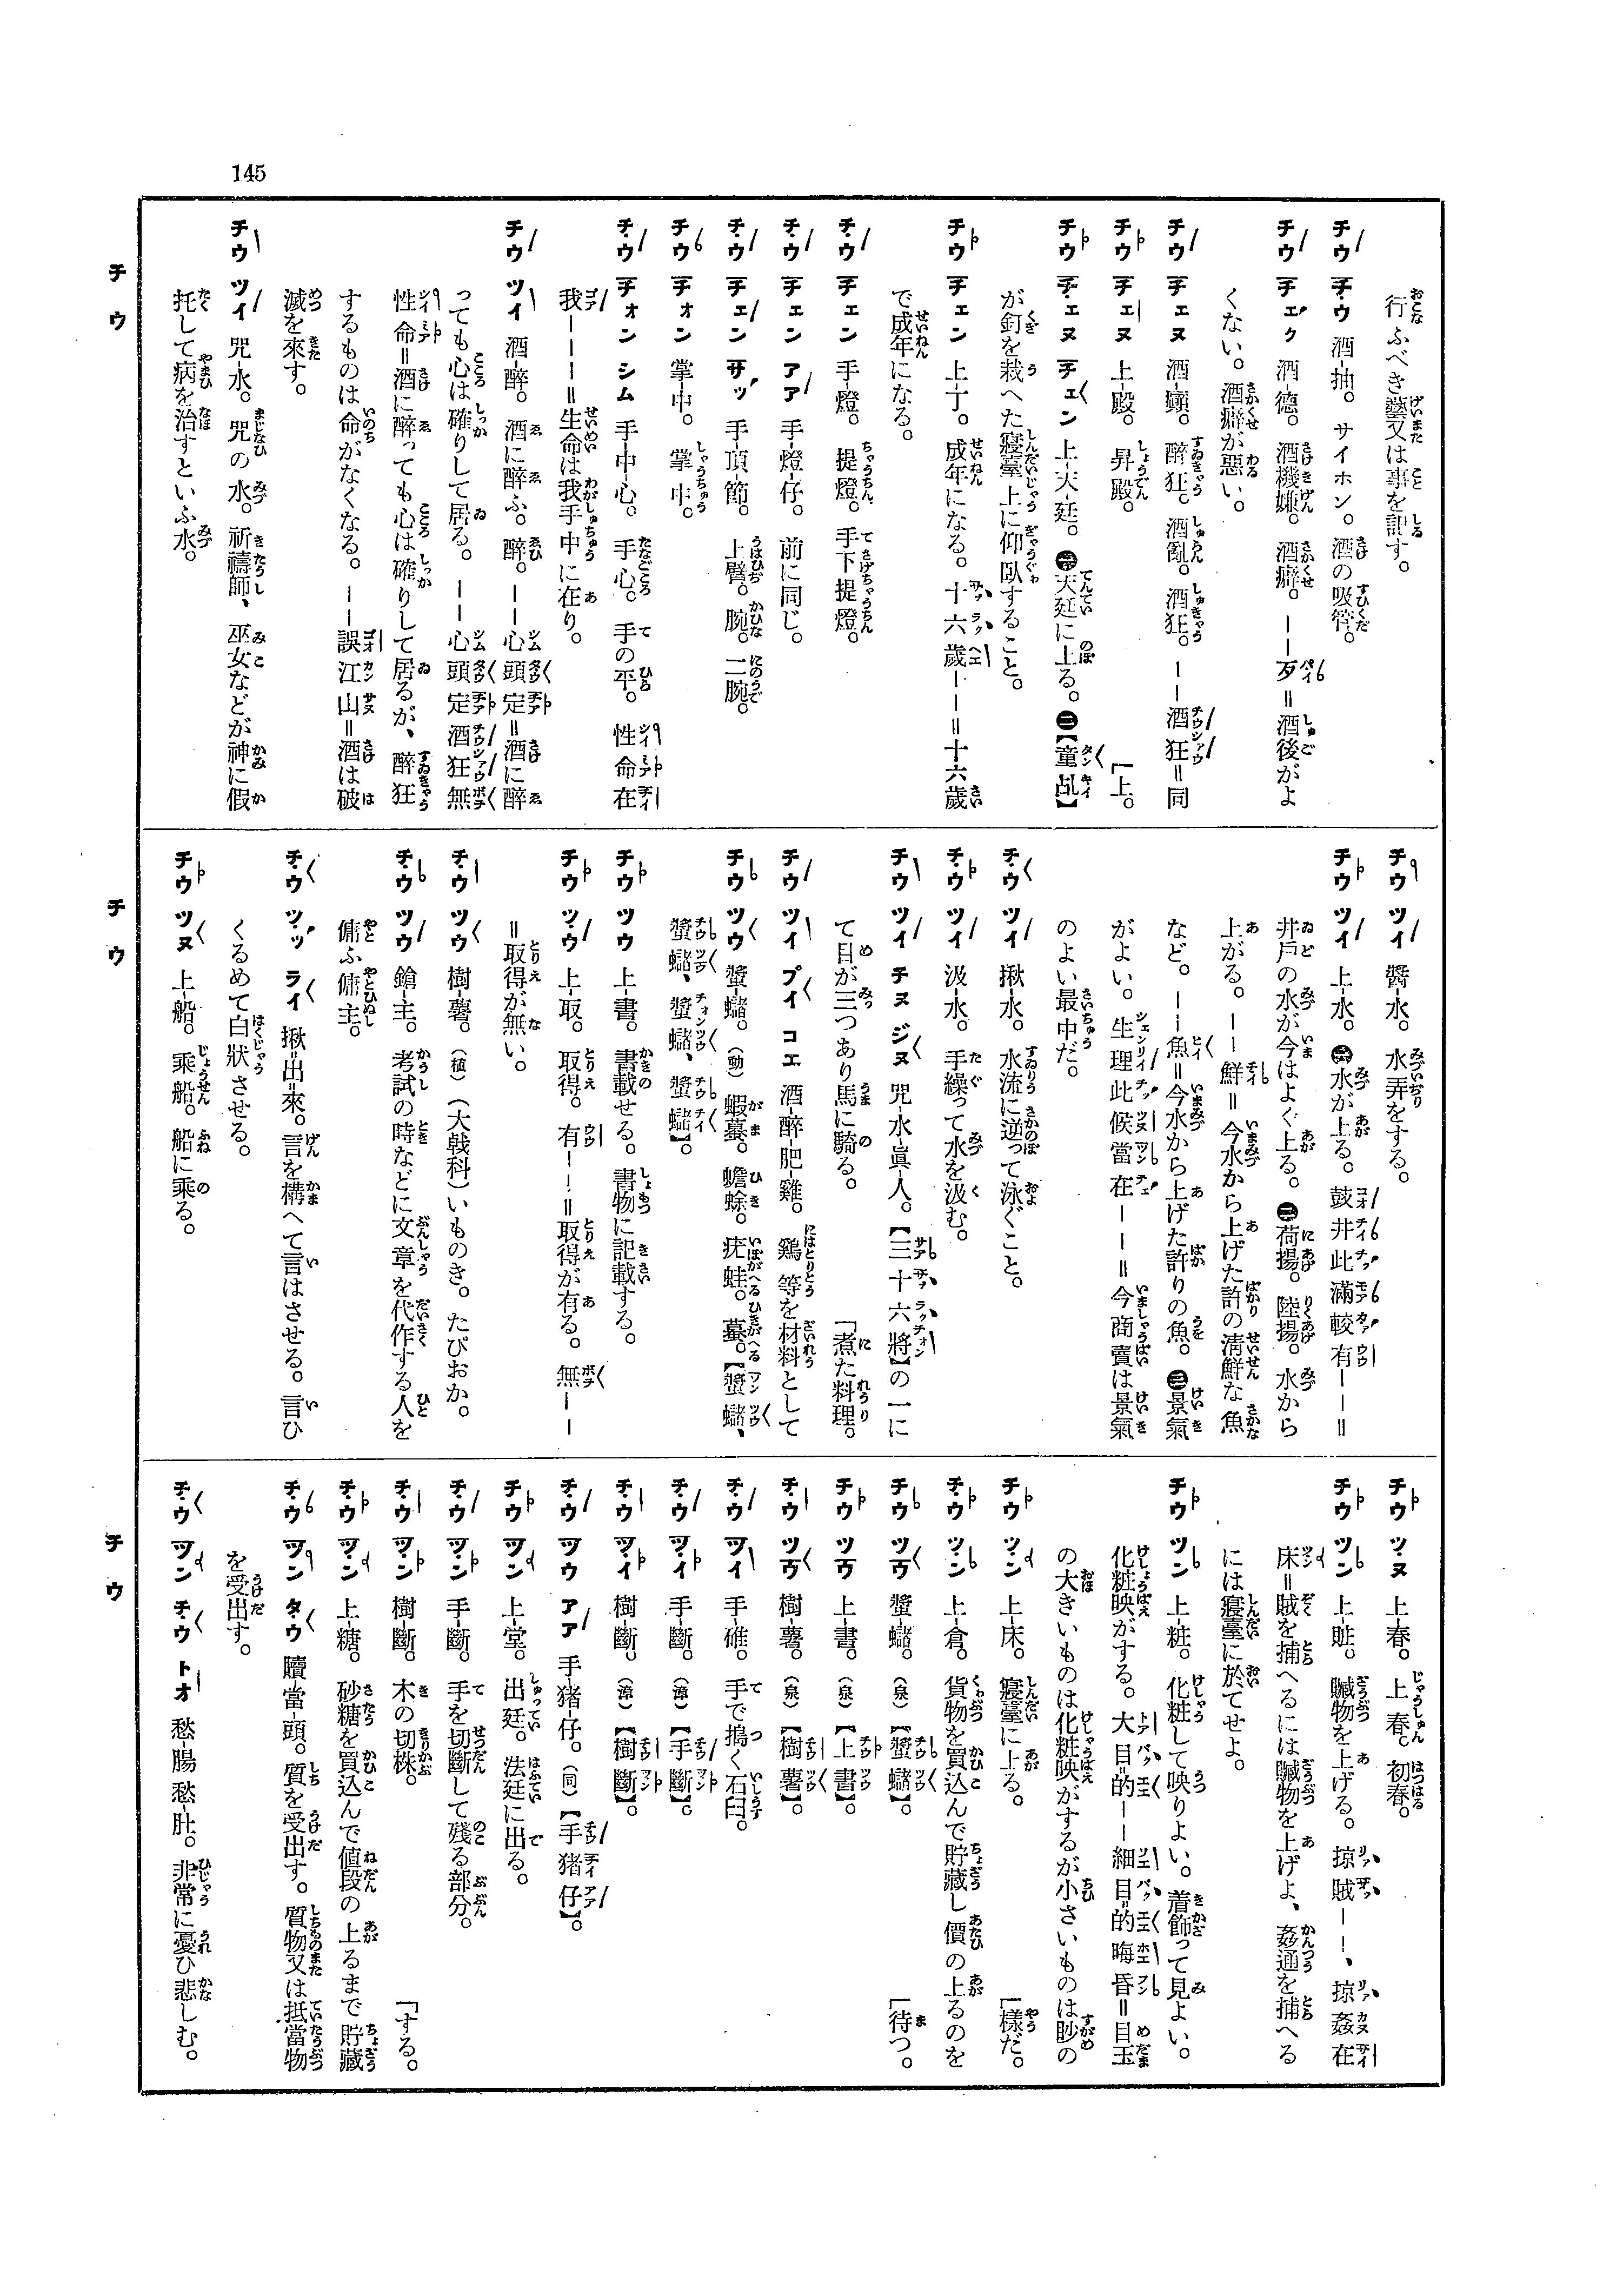 145
チウ
行ふべき藝又は事を記す。
チウ チウ 酒-抽。サイホン。酒の吸管。
チウ チェク 酒-德。酒機嫌。酒癖。――歹＝酒後がよ
くない。酒癖が惡い。
チウ チェヌ 酒-癲。醉狂。酒亂。酒狂。――酒狂＝同
チウ チェヌ 上-殿。昇殿。 「上。
チウ チェヌ チェン 上-天-廷。㊀天廷に上る。㊁【童乩】
が釘を栽へた寢臺上に仰臥すること。
チウ チェン 上-丁。成年になる。十六歲――＝十六歲
で成年になる。
チウ チェン 手-燈。提燈。手下提燈。
チウ チェン アア 手-燈-仔。前に同じ。
チウ チェン サッ 手-頂-節。上臂。腕。二腕。
チウ チォン 掌-中。掌中。
チウ チォン シム 手-中-心。手心。手の平。性命在
我―――＝生命は我手中に在り。
チウ ツイ 酒-醉。酒に醉ふ。醉。――心頭定＝酒に醉
っても心は確りして居る。――心頭定酒狂無
性命＝酒に醉っても心は確りして居るが、醉狂
するものは命がなくなる。――誤江山＝酒は破
滅を來す。
チウ ツイ 咒-水。咒の水。祈禱師、巫女などが神に假
托して病を治すといふ水。
チウ
チウ ツイ 醬-水。水弄をする。
チウ ツイ 上-水。㊀水が上る。鼓井此滿較有――＝
井戶の水が今はよく上る。㊁荷揚。陸揚。水から
上がる。――鮮＝今水から上げた許の淸鮮な魚
など。――魚＝今水から上げた許りの魚。㊂景氣
がよい。生理此候當在――＝今商賣は景氣
のよい最中だ。
チウ ツイ 揪-水。水流に逆って泳ぐこと。
チウ ツイ 汲-水。手繰って水を汲む。
チウ ツイ チヌ ジヌ 咒-水-眞-人。【三十六將】の一に
て目が三つあり馬に騎る。 「煮た料理。
チウ ツイ プイ コエ 酒-醉-肥-雞。鷄等を材料として
チウ ツウ 螿-蠩。（動）蝦蟇。蟾蜍。疣蛙。蟇。【螿蠩、
螿蠩、螿蠩、螿蠩】。
チウ ツウ 上-書。書載せる。書物に記載する。
チウ ツウ 上-取。取得。有――＝取得が有る。無――
＝取得が無い。
チウ ツウ 樹-薯。（植）（大戟科）いものき。たぴおか。
チウ ツウ 鎗-主。考試の時などに文章を代作する人を
傭ふ傭主。
チウ ツッ ライ 揪=出=來。言を構へて言はさせる。言ひ
くるめて白狀させる。
チウ ツヌ 上-船。乘船。船に乘る。
チウ
チウ ツヌ 上-春。上春。初春。
チウ ツン 上-賍。贓物を上げる。掠賊――、掠姦在
床＝賊を捕へるには贓物を上げよ、姦通を捕へる
には寢臺に於てせよ。
チウ ツン 上-粧。化粧して映りよい。着飾って見よい。
化粧映がする。大目=的――細目=的晦昏＝目玉
の大きいものは化粧映がするが小さいものは眇の
チウ ツン 上-床。寢臺に上る。 「樣だ。
チウ ツン 上-倉。貨物を買込んで貯藏し價の上るのを
チウ ツウ 螿-蠩。（泉）【螿蠩】。 「待つ。
チウ ツウ 上-書。（泉）【上書】。
チウ ツウ 樹-薯。（泉）【樹薯】。
チウ ツイ 手-碓。手で搗く石臼。
チウ ツイ 手-斷。（漳）【手斷】。
チウ ツイ 樹-斷。（漳）【樹斷】。
チウ ツウ アア 手-猪-仔。（同）【手猪仔】。
チウ ツン 上-堂。出廷。法廷に出る。
チウ ツン 手-斷。手を切斷して殘る部分。
チウ ツン 樹-斷。木の切株。 「する。
チウ ツン 上-糖。砂糖を買込んで値段の上るまで貯藏
チウ ツン タウ 贖-當-頭。質を受出す。質物又は抵當物
を受出す。
チウ ツン チウ トオ 愁-腸-愁-肚。非常に憂ひ悲しむ。
チウ